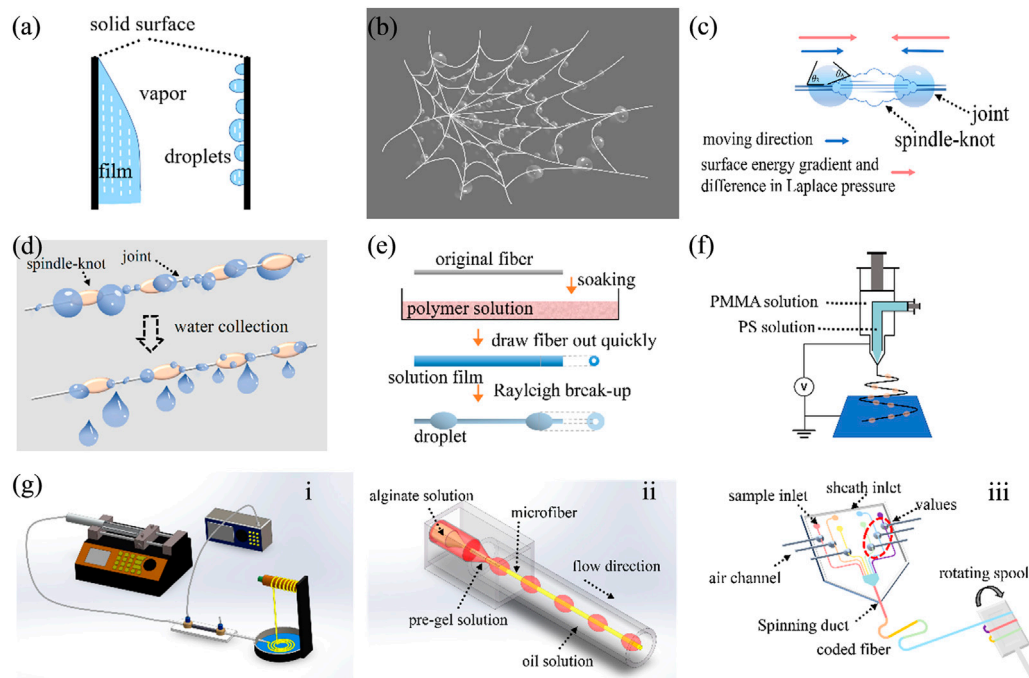 (a)
solid surface
vapor
film
droplets
(b)
(c)
θ₁
joint
spindle-knot
moving direction
surface energy gradient and
difference in Laplace pressure
(d)
spindle-knot
joint
water collection
(e)
original fiber
soaking
polymer solution
draw fiber out quickly
solution film
Rayleigh break-up
droplet
(f)
PMMA solution
PS solution
V
(g)
i
ii
alginate solution
microfiber
flow direction
pre-gel solution
oil solution
iii
sheath inlet
sample inlet
values
air channel
rotating spool
Spinning duct
coded fiber